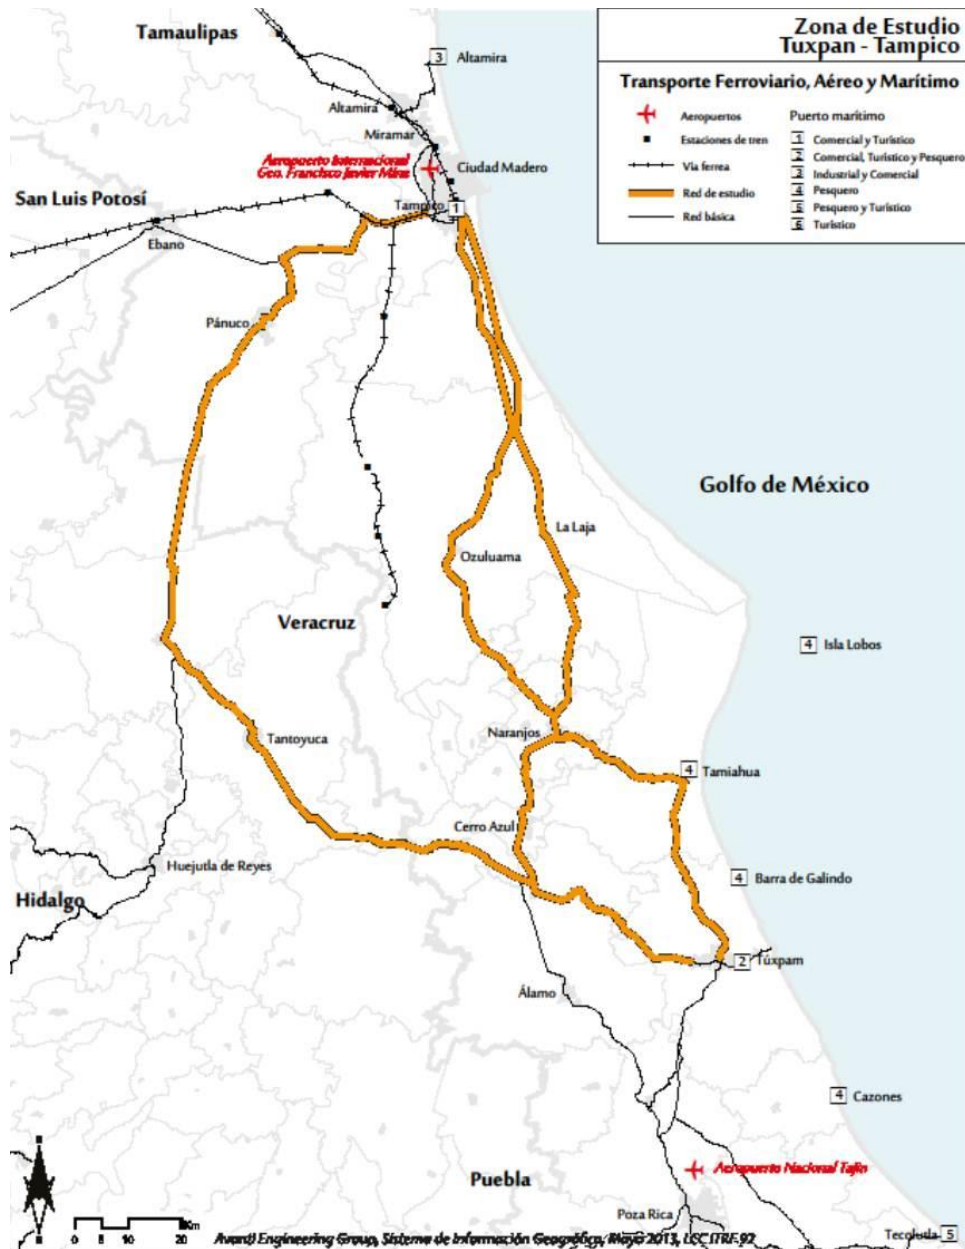 Zona de Estudio
Tuxpan - Tampico
Transporte Ferroviario, Aéreo y Marítimo
Aeropuertos
Estaciones de tren
Vía ferrea
Red de estudio
Red básica
Puerto marítimo
1 Comercial y Turístico
2 Comercial, Turístico y Pesquero
3 Industrial y Comercial
4 Pesquero
5 Pesquero y Turístico
6 Turístico
Tamaulipas
3 Altamira
Altamira
Miramar
Aeropuerto Internacional
Gen. Francisco Javier Mina
Ciudad Madero
San Luis Potosí
Tampico
1
Ebano
Pánuco
Golfo de México
La Laja
Ozuluama
Veracruz
4 Isla Lobos
Naranjos
Tantoyuca
4 Tamiahua
Cerro Azul
Huejutla de Reyes
4 Barra de Galindo
Hidalgo
2 Túxpam
Álamo
4 Cazones
Puebla
Aeropuerto Nacional Tajín
Poza Rica
5 Tecolutla
0 5 10 20 Km
Avanti Engineering Group, Sistema de Información Geográfica, Mayo 2013, LCC ITRF-92